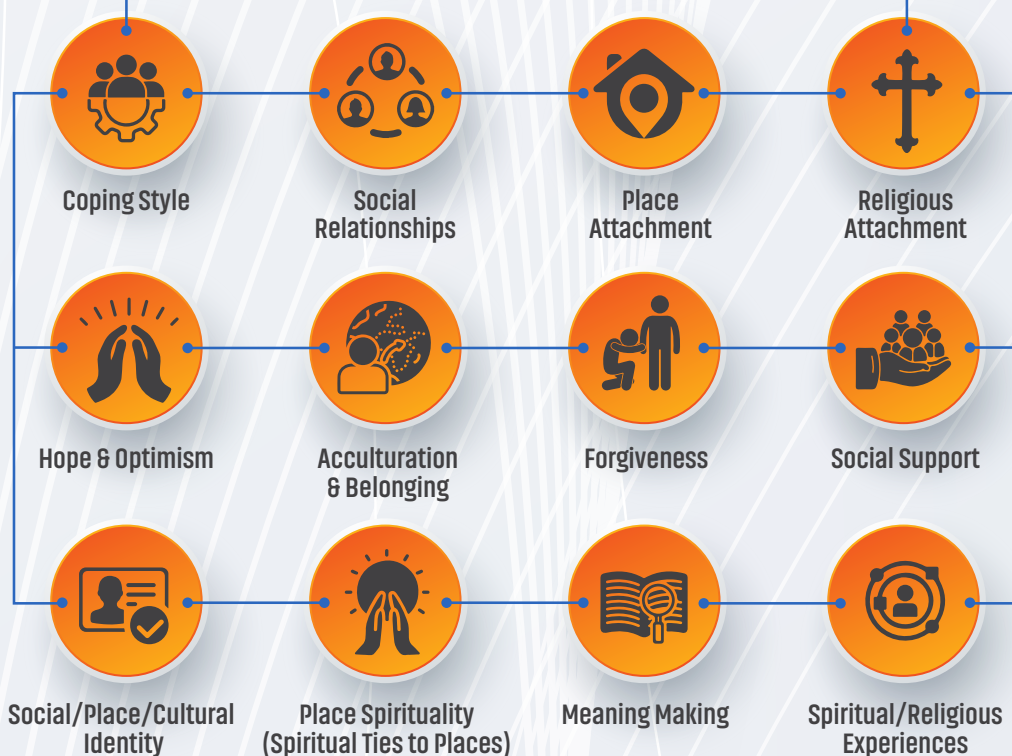 Coping Style
Social
Relationships
Place
Attachment
Religious
Attachment
Hope & Optimism
Acculturation
& Belonging
Forgiveness
Social Support
Social/Place/Cultural
Identity
Place Spirituality
(Spiritual Ties to Places)
Meaning Making
Spiritual/Religious
Experiences